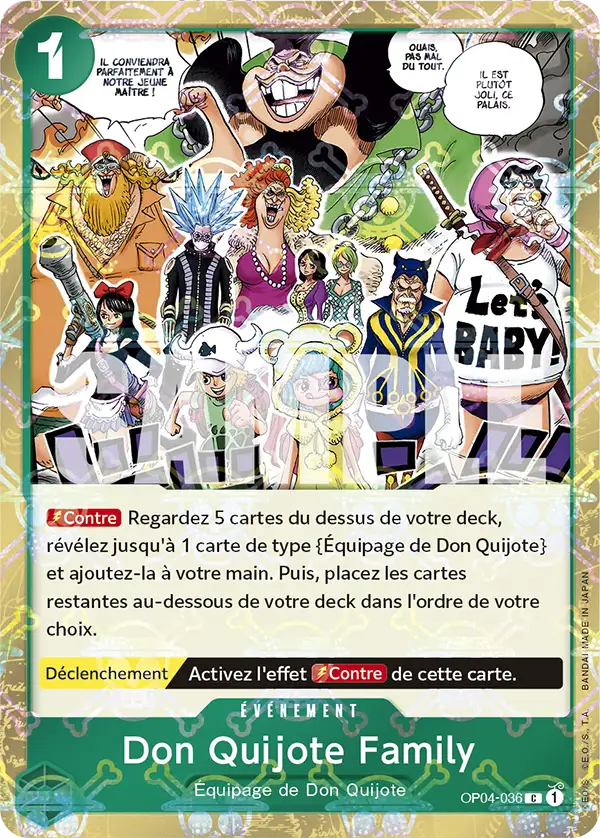 1
IL CONVIENDRA
PARFAITEMENT À
NOTRE JEUNE
MAÎTRE !
OUAIS,
PAS MAL
DU TOUT.
IL EST
PLUTÔT
JOLI, CE
PALAIS.
Let's
BABY!
Contre Regardez 5 cartes du dessus de votre deck,
révélez jusqu'à 1 carte de type {Équipage de Don Quijote}
et ajoutez-la à votre main. Puis, placez les cartes
restantes au-dessous de votre deck dans l'ordre de votre
choix.
Déclenchement Activez l'effet Contre de cette carte.
ÉVÉNEMENT
Don Quijote Family
Équipage de Don Quijote
OP04-036 C 1
©E.O./S. ©E.O./S., T.A. BANDAI MADE IN JAPAN